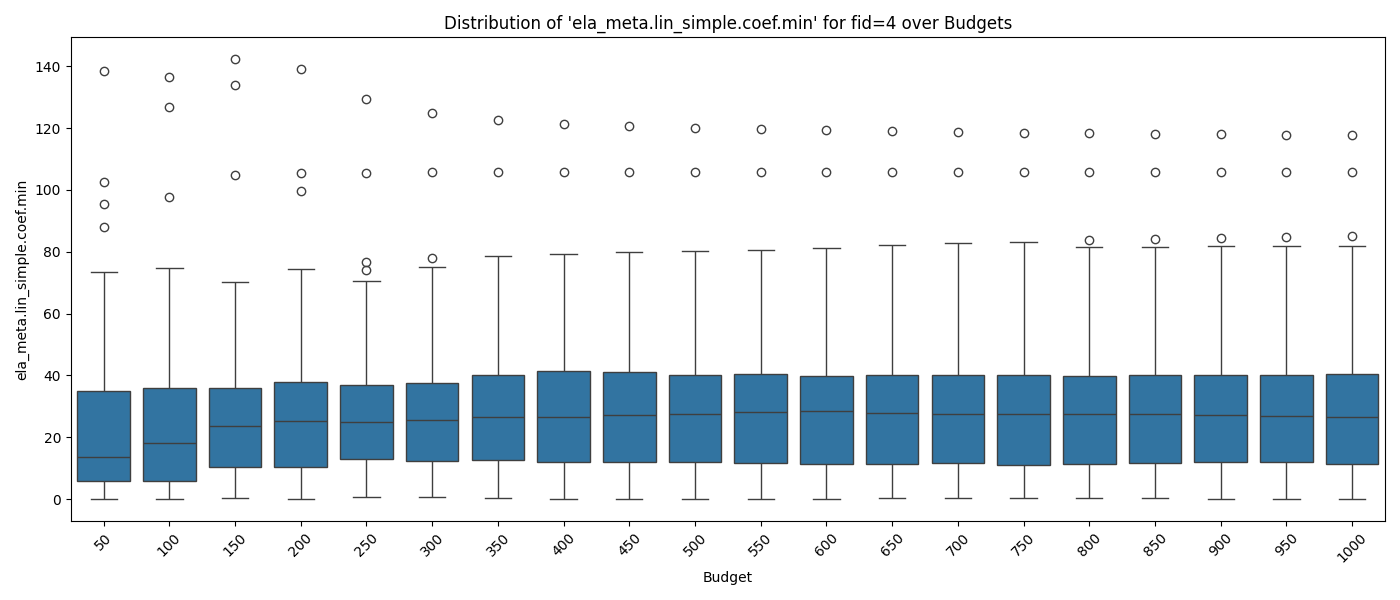 Distribution of 'ela_meta.lin_simple.coef.min' for fid=4 over Budgets
ela_meta.lin_simple.coef.min
140
120
100
80
60
40
20
0
50 100 150 200 250 300 350 400 450 500 550 600 650 700 750 800 850 900 950 1000
Budget